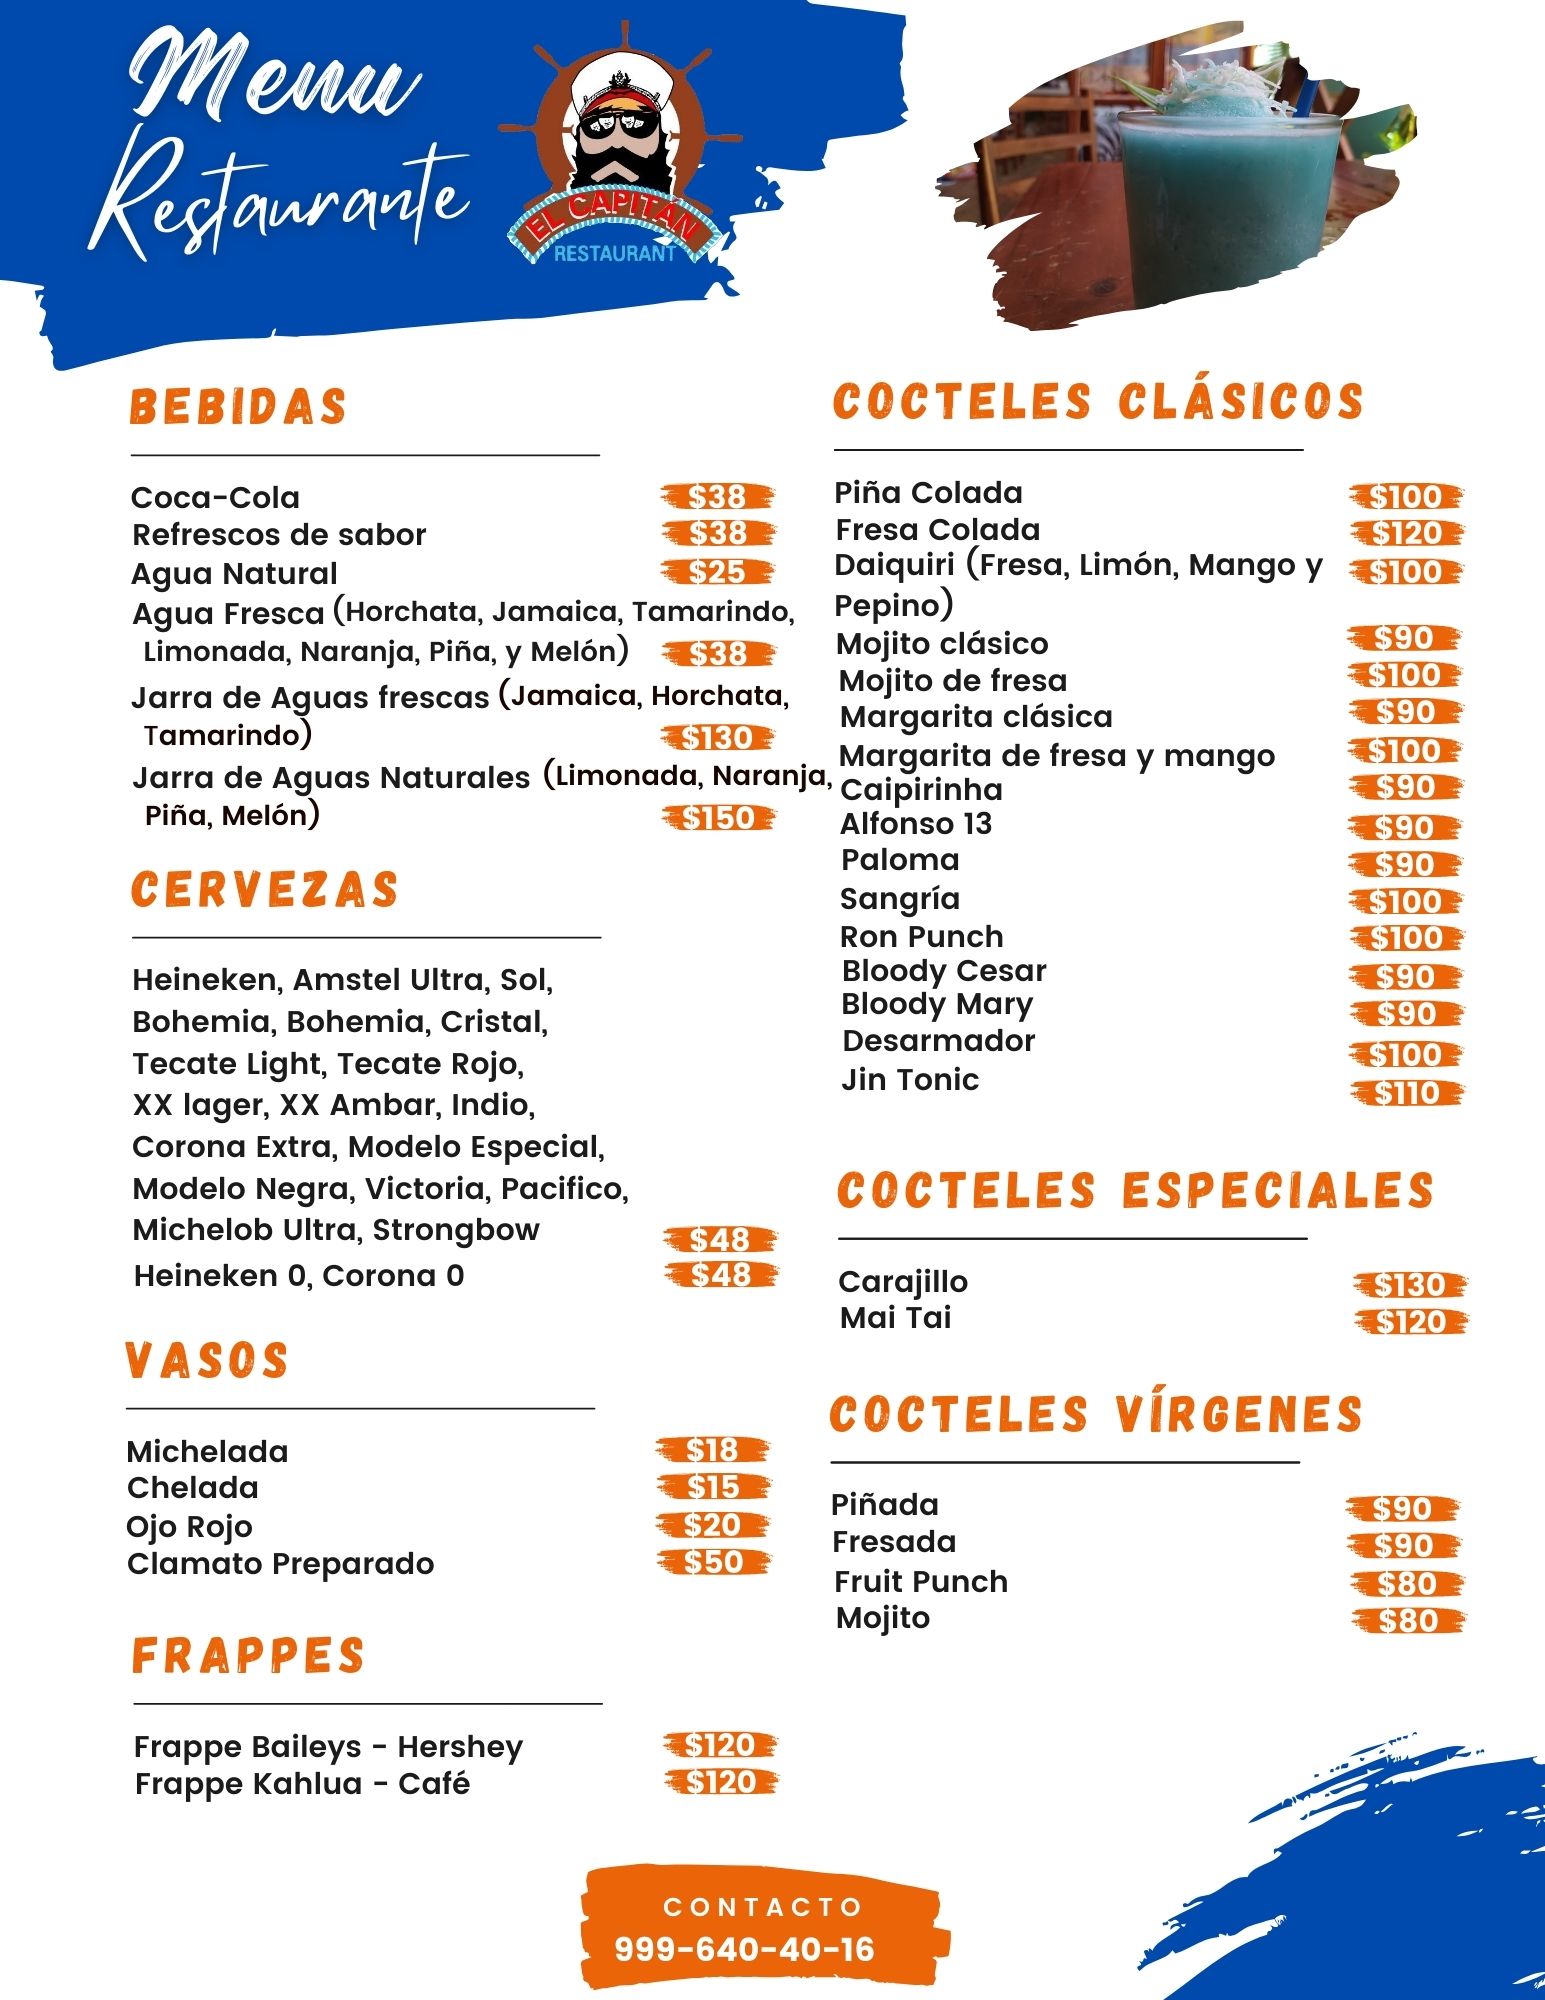 Menu
Restaurante
EL CAPITÁN
RESTAURANT
BEBIDAS
Coca-Cola $38
Refrescos de sabor $38
Agua Natural $25
Agua Fresca (Horchata, Jamaica, Tamarindo,
Limonada, Naranja, Piña, y Melón) $38
Jarra de Aguas frescas (Jamaica, Horchata,
Tamarindo) $130
Jarra de Aguas Naturales (Limonada, Naranja,
Piña, Melón) $150
CERVEZAS
Heineken, Amstel Ultra, Sol,
Bohemia, Bohemia, Cristal,
Tecate Light, Tecate Rojo,
XX lager, XX Ambar, Indio,
Corona Extra, Modelo Especial,
Modelo Negra, Victoria, Pacifico,
Michelob Ultra, Strongbow $48
Heineken 0, Corona 0 $48
VASOS
Michelada $18
Chelada $15
Ojo Rojo $20
Clamato Preparado $50
FRAPPES
Frappe Baileys - Hershey $120
Frappe Kahlua - Café $120
COCTELES CLÁSICOS
Piña Colada $100
Fresa Colada $120
Daiquiri (Fresa, Limón, Mango y $100
Pepino)
Mojito clásico $90
Mojito de fresa $100
Margarita clásica $90
Margarita de fresa y mango $100
Caipirinha $90
Alfonso 13 $90
Paloma $90
Sangría $100
Ron Punch $100
Bloody Cesar $90
Bloody Mary $90
Desarmador $100
Jin Tonic $110
COCTELES ESPECIALES
Carajillo $130
Mai Tai $120
COCTELES VÍRGENES
Piñada $90
Fresada $90
Fruit Punch $80
Mojito $80
CONTACTO
999-640-40-16